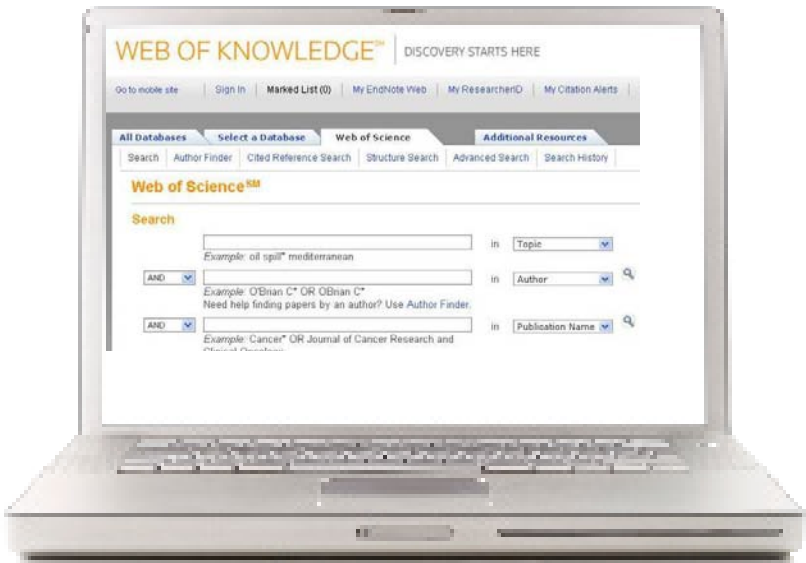 WEB OF KNOWLEDGE℠ DISCOVERY STARTS HERE
Go to mobile site Sign In Marked List (0) My EndNote Web My ResearcherID My Citation Alerts
All Databases Select a Database Web of Science Additional Resources
Search Author Finder Cited Reference Search Structure Search Advanced Search Search History
Web of Science℠
Search
in Topic
Example: oil spill* mediterranean
AND in Author
Example: O'Brian C* OR OBrian C*
Need help finding papers by an author? Use Author Finder.
AND in Publication Name
Example: Cancer* OR Journal of Cancer Research and
Clinical Oncology